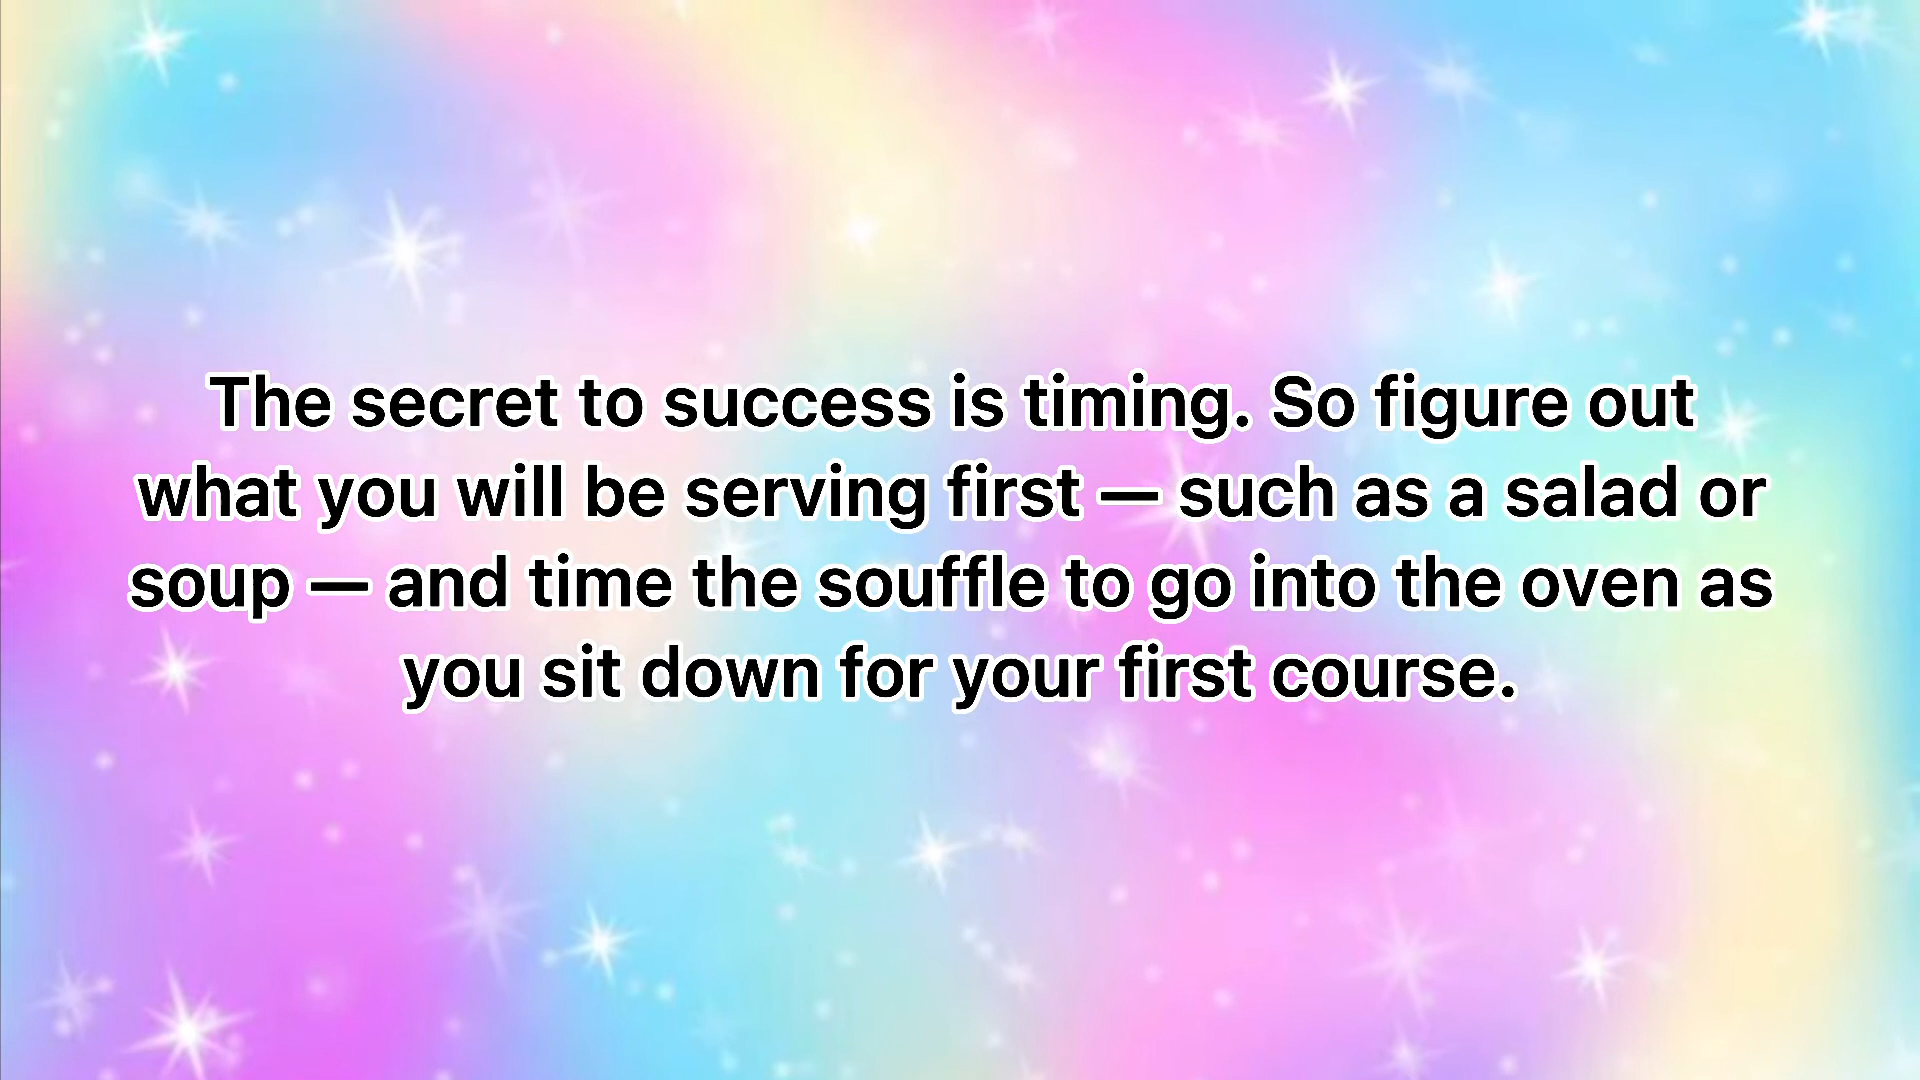 The secret to success is timing. So figure out
what you will be serving first — such as a salad or
soup — and time the souffle to go into the oven as
you sit down for your first course.